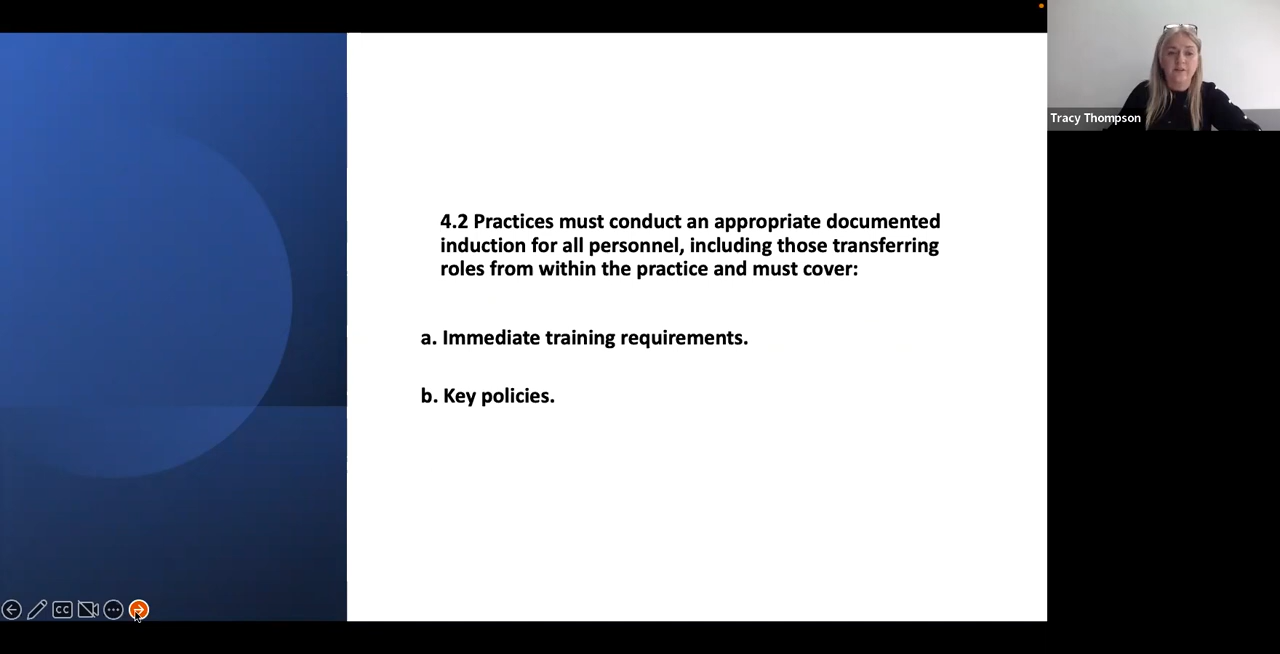 4.2 Practices must conduct an appropriate documented
induction for all personnel, including those transferring
roles from within the practice and must cover:
a. Immediate training requirements.
b. Key policies.
Tracy Thompson
CC